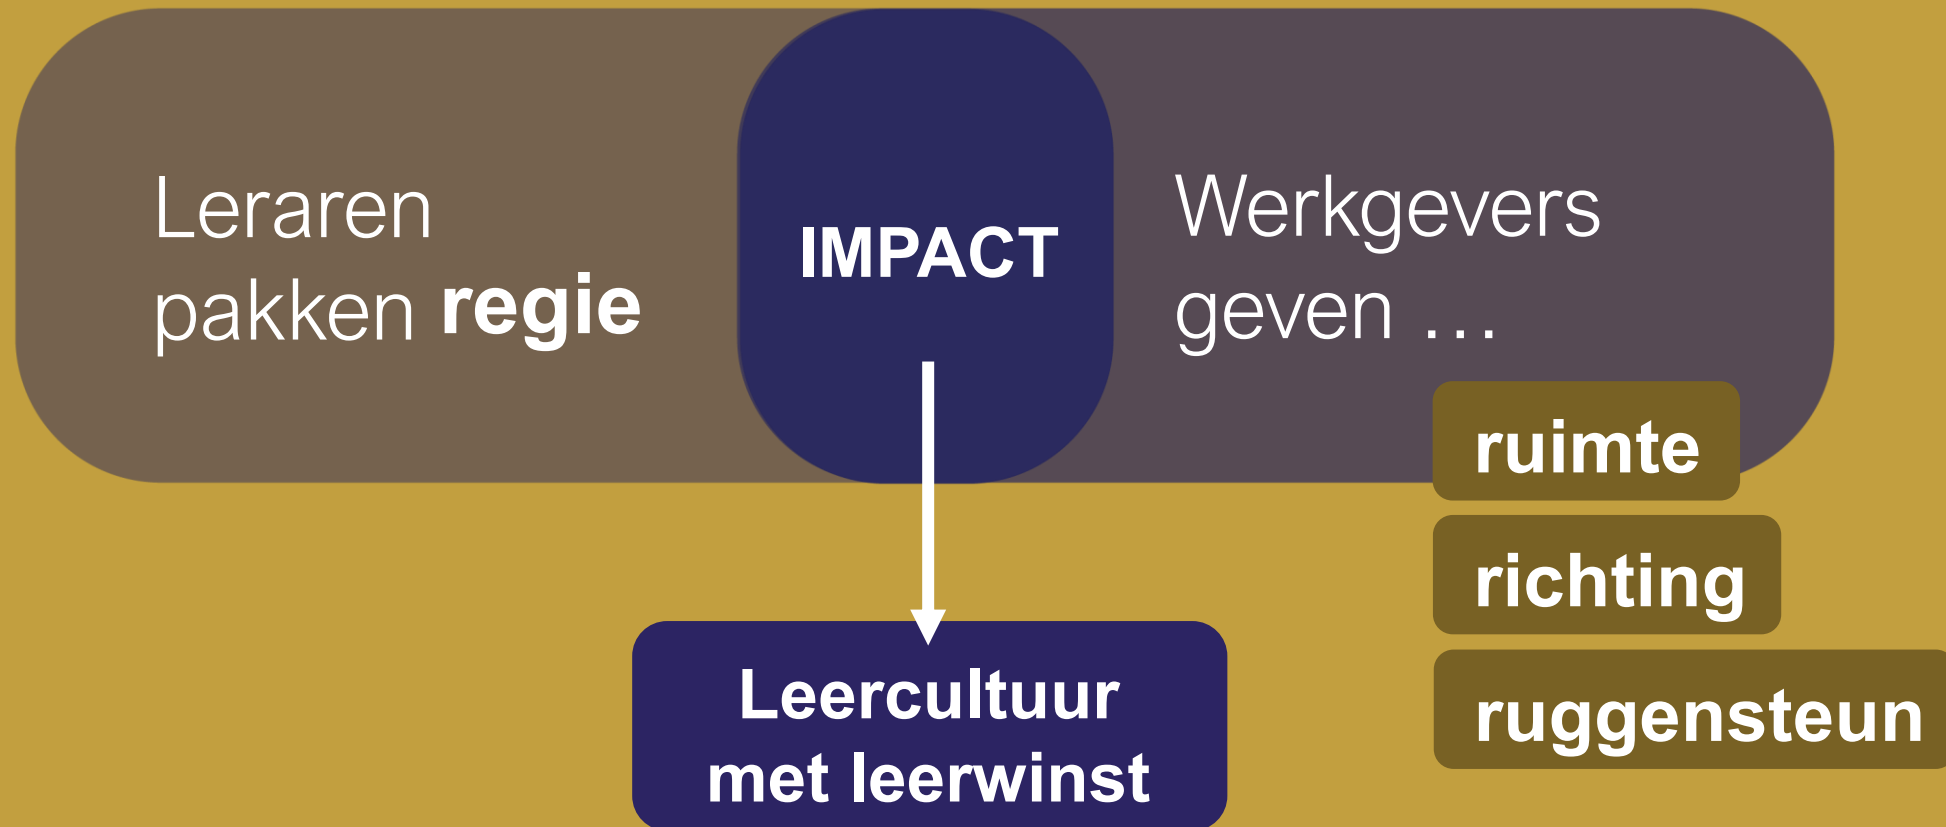 Leraren
pakken regie
IMPACT
Werkgevers
geven …
ruimte
richting
ruggensteun
Leercultuur
met leerwinst